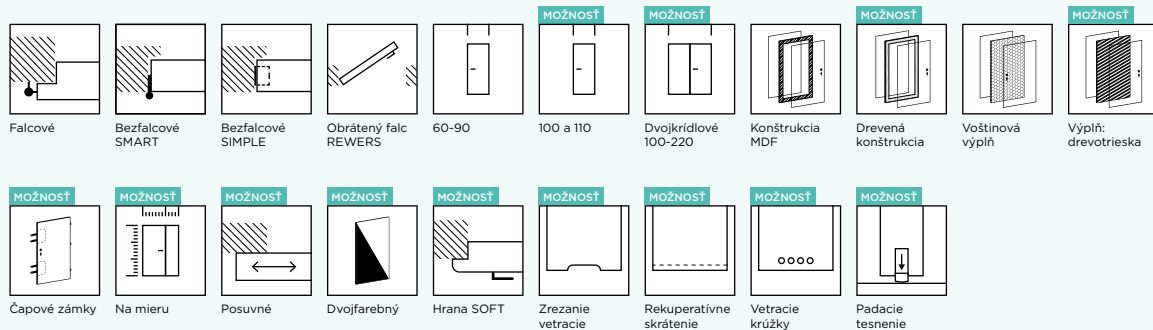 MOŽNOSŤ
MOŽNOSŤ
MOŽNOSŤ
MOŽNOSŤ
Falcové
Bezfalcové
SMART
Bezfalcové
SIMPLE
Obrátený falc
REWERS
60-90
100 a 110
Dvojkrídlové
100-220
Konštrukcia
MDF
Drevená
konštrukcia
Voštinová
výplň
Výplň:
drevotrieska
MOŽNOSŤ
MOŽNOSŤ
MOŽNOSŤ
MOŽNOSŤ
MOŽNOSŤ
MOŽNOSŤ
MOŽNOSŤ
MOŽNOSŤ
MOŽNOSŤ
Čapové zámky
Na mieru
Posuvné
Dvojfarebný
Hrana SOFT
Zrezanie
vetracie
Rekuperatívne
skrátenie
Vetracie
krúžky
Padacie
tesnenie